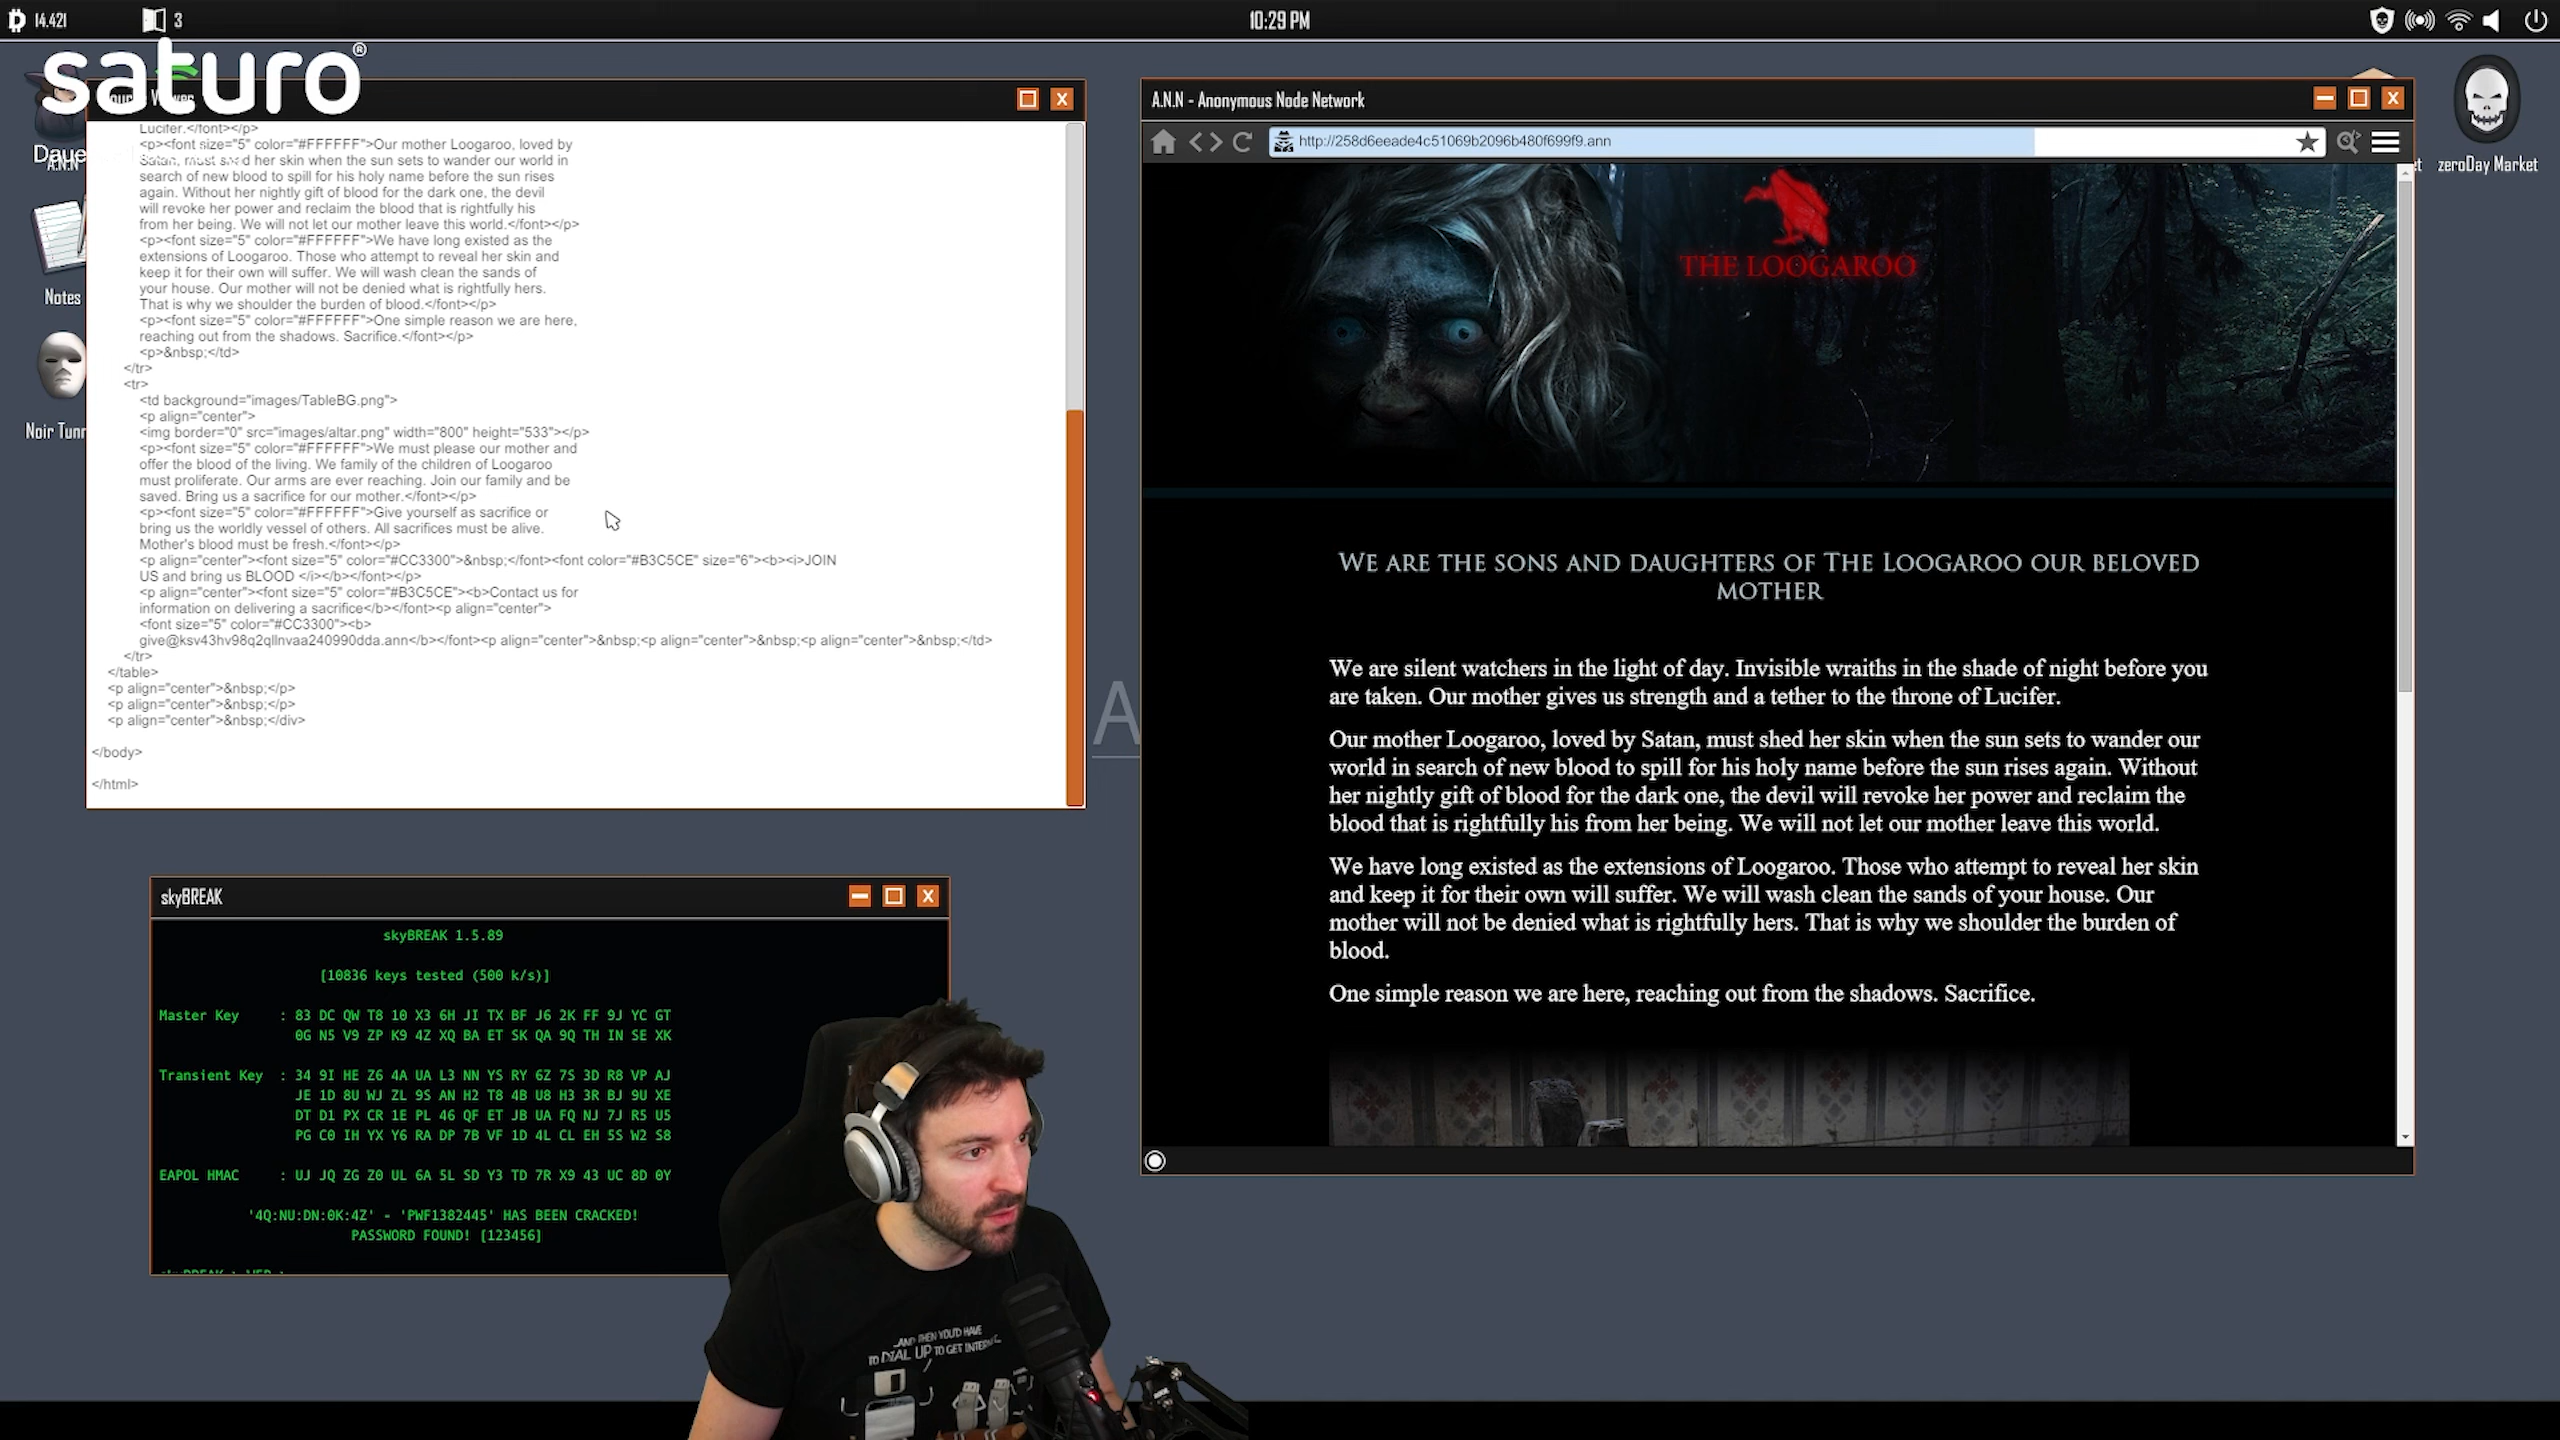 14.421
3
10:29 PM
saturo®
A.N.N
Notes
zeroDay Market
Lucifer.</font></p>
<p><font size="5" color="#FFFFFF">Our mother Loogaroo, loved by
Satan, must shed her skin when the sun sets to wander our world in
search of new blood to spill for his holy name before the sun rises
again. Without her nightly gift of blood for the dark one, the devil
will revoke her power and reclaim the blood that is rightfully his
from her being. We will not let our mother leave this world.</font></p>
<p><font size="5" color="#FFFFFF">We have long existed as the
extensions of Loogaroo. Those who attempt to reveal her skin and
keep it for their own will suffer. We will wash clean the sands of
your house. Our mother will not be denied what is rightfully hers.
That is why we shoulder the burden of blood.</font></p>
<p><font size="5" color="#FFFFFF">One simple reason we are here,
reaching out from the shadows. Sacrifice.</font></p>
<p>&nbsp;</td>
</tr>
<tr>
<td background="images/TableBG.png">
<p align="center">
<img border="0" src="images/altar.png" width="800" height="533"></p>
<p><font size="5" color="#FFFFFF">We must please our mother and
offer the blood of the living. We family of the children of Loogaroo
must proliferate. Our arms are ever reaching. Join our family and be
saved. Bring us a sacrifice for our mother.</font></p>
<p><font size="5" color="#FFFFFF">Give yourself as sacrifice or
bring us the worldly vessel of others. All sacrifices must be alive.
Mother's blood must be fresh.</font></p>
<p align="center"><font size="5" color="#CC3300">&nbsp;</font><font color="#B3C5CE" size="6"><b><i>JOIN
US and bring us BLOOD </i></b></font></p>
<p align="center"><font size="5" color="#B3C5CE"><b>Contact us for
information on delivering a sacrifice</b></font><p align="center">
<font size="5" color="#CC3300"><b>
give@ksv43hv98q2qllnvaa240990dda.ann</b></font><p align="center">&nbsp;<p align="center">&nbsp;<p align="center">&nbsp;</td>
</tr>
</table>
<p align="center">&nbsp;</p>
<p align="center">&nbsp;</p>
<p align="center">&nbsp;</div>
</body>
</html>
skyBREAK
skyBREAK 1.5.89
[10836 keys tested (500 k/s)]
Master Key : 83 DC QW T8 10 X3 6H JI TX BF J6 2K FF 9J YC GT
0G N5 V9 ZP K9 4Z XQ BA ET SK QA 9Q TH IN SE XK
Transient Key : 34 9I HE Z6 4A UA L3 NN YS RY 6Z 7S 3D R8 VP AJ
JE 1D 8U WJ ZL 9S AN H2 T8 4B U8 H3 3R BJ 9U XE
DT D1 PX CR 1E PL 46 QF ET JB UA FQ NJ 7J R5 U5
PG C0 IH YX Y6 RA DP 7B VF 1D 4L CL EH 5S W2 S8
EAPOL HMAC : UJ JQ ZG Z0 UL 6A 5L SD Y3 TD 7R X9 43 UC 8D 0Y
'4Q:NU:DN:0K:4Z' - 'PWF1382445' HAS BEEN CRACKED!
PASSWORD FOUND! [123456]
A.N.N - Anonymous Node Network
http://258d6eeade4c51069b2096b480f699f9.ann
THE LOOGAROO
WE ARE THE SONS AND DAUGHTERS OF THE LOOGAROO OUR BELOVED
MOTHER
We are silent watchers in the light of day. Invisible wraiths in the shade of night before you
are taken. Our mother gives us strength and a tether to the throne of Lucifer.
Our mother Loogaroo, loved by Satan, must shed her skin when the sun sets to wander our
world in search of new blood to spill for his holy name before the sun rises again. Without
her nightly gift of blood for the dark one, the devil will revoke her power and reclaim the
blood that is rightfully his from her being. We will not let our mother leave this world.
We have long existed as the extensions of Loogaroo. Those who attempt to reveal her skin
and keep it for their own will suffer. We will wash clean the sands of your house. Our
mother will not be denied what is rightfully hers. That is why we shoulder the burden of
blood.
One simple reason we are here, reaching out from the shadows. Sacrifice.
...AND THEN YOU'D HAVE
TO DIAL UP TO GET INTERNET